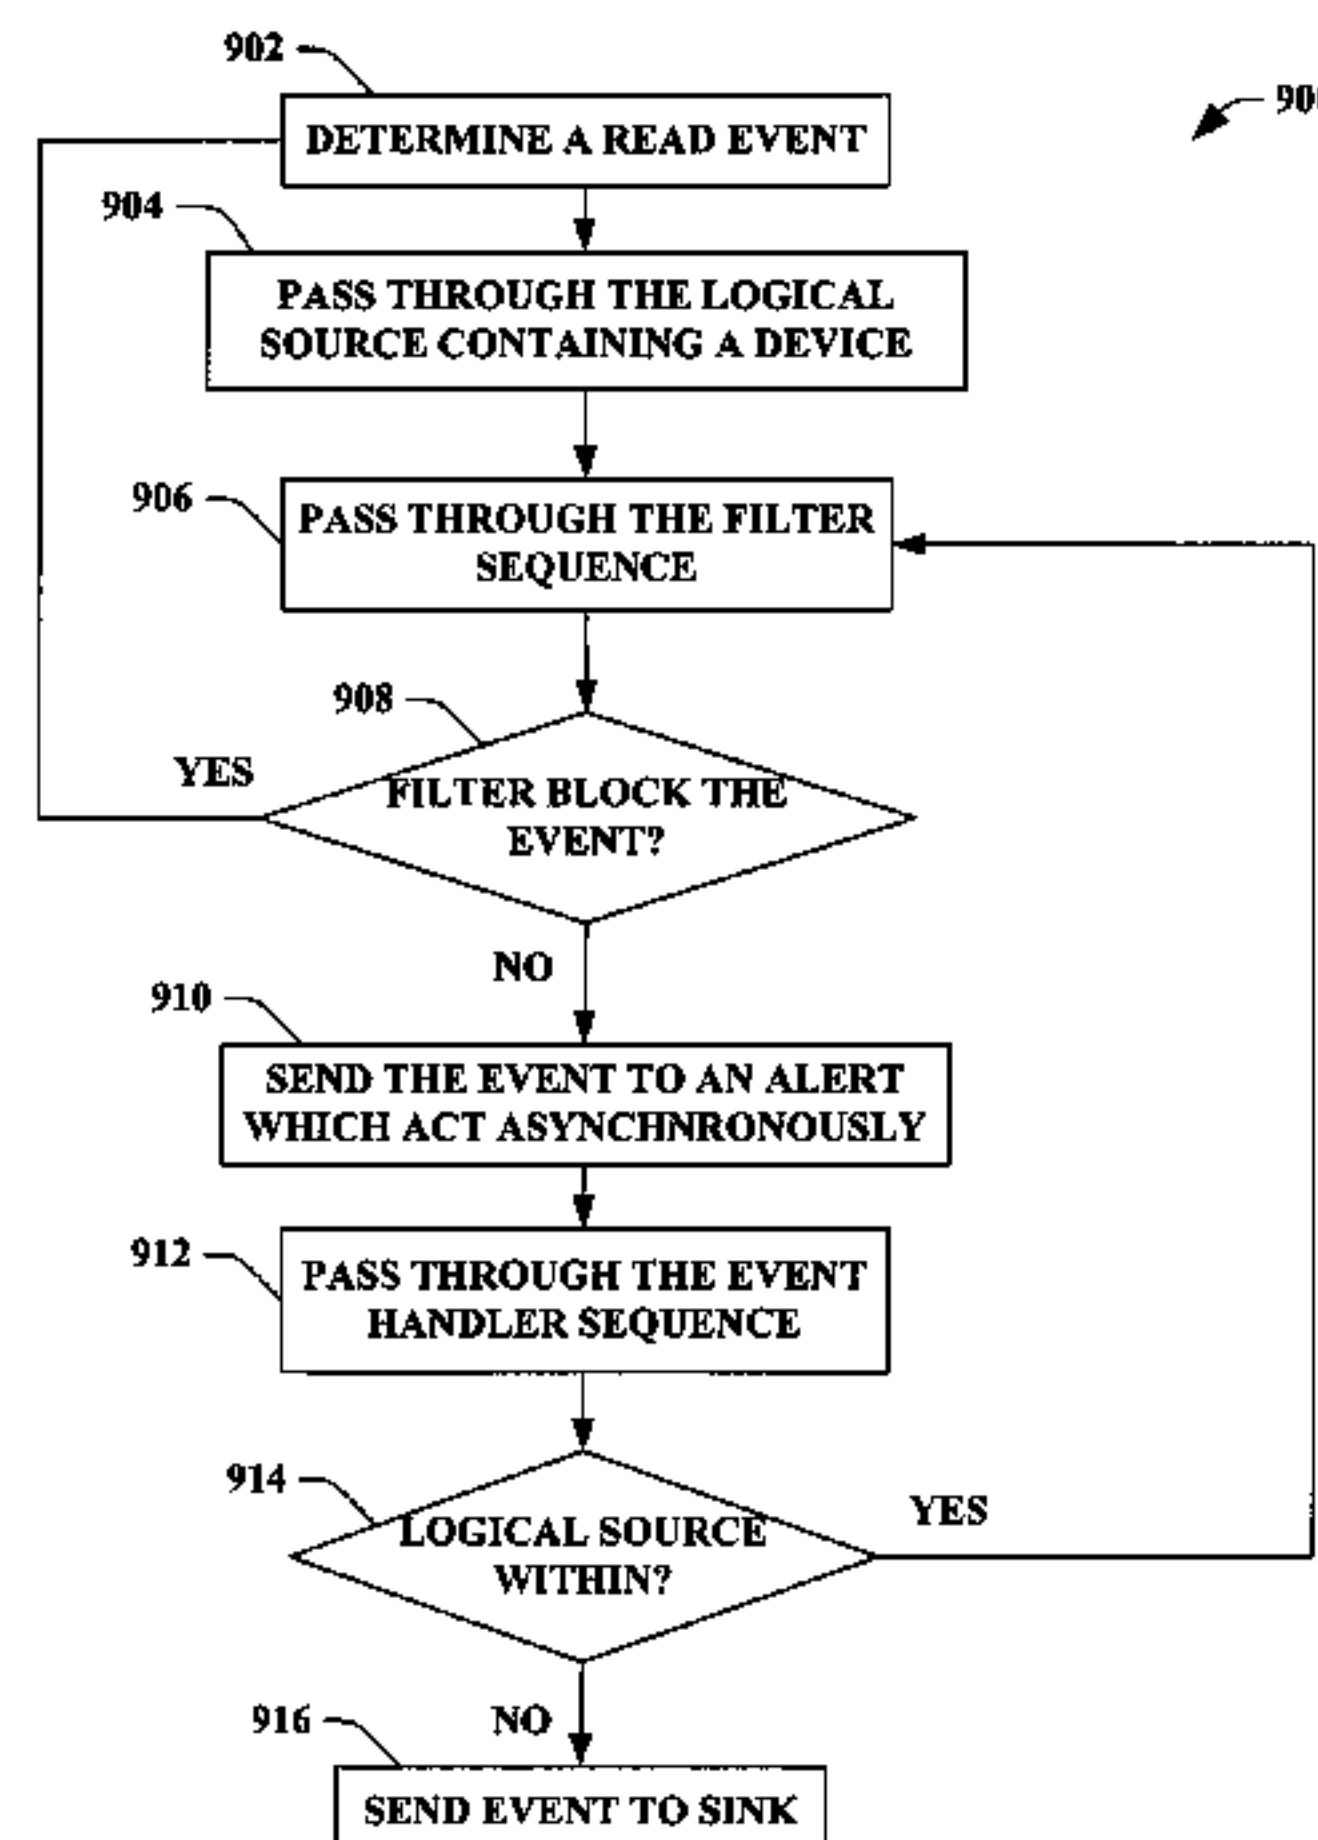 902
900
DETERMINE A READ EVENT
904
PASS THROUGH THE LOGICAL
SOURCE CONTAINING A DEVICE
906
PASS THROUGH THE FILTER
SEQUENCE
908
YES
FILTER BLOCK THE
EVENT?
NO
910
SEND THE EVENT TO AN ALERT
WHICH ACT ASYNCHNRONOUSLY
912
PASS THROUGH THE EVENT
HANDLER SEQUENCE
914
YES
LOGICAL SOURCE
WITHIN?
916
NO
SEND EVENT TO SINK